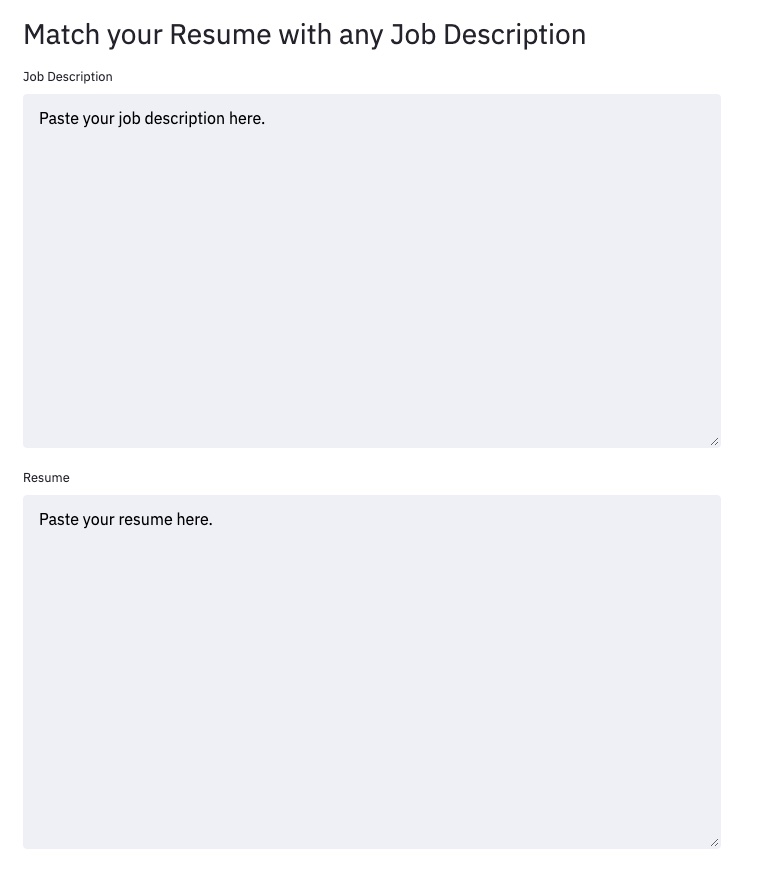 Match your Resume with any Job Description
Job Description
Paste your job description here.
Resume
Paste your resume here.